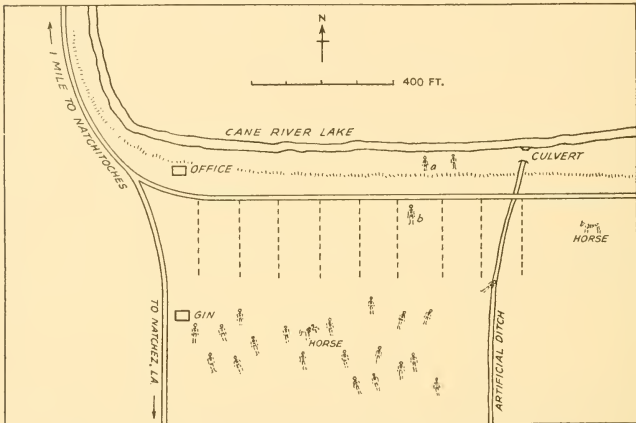 N
400 FT.
1 MILE TO NATCHITOCHES
CANE RIVER LAKE
OFFICE
a
CULVERT
b
HORSE
GIN
HORSE
TO NATCHEZ, LA.
ARTIFICIAL DITCH